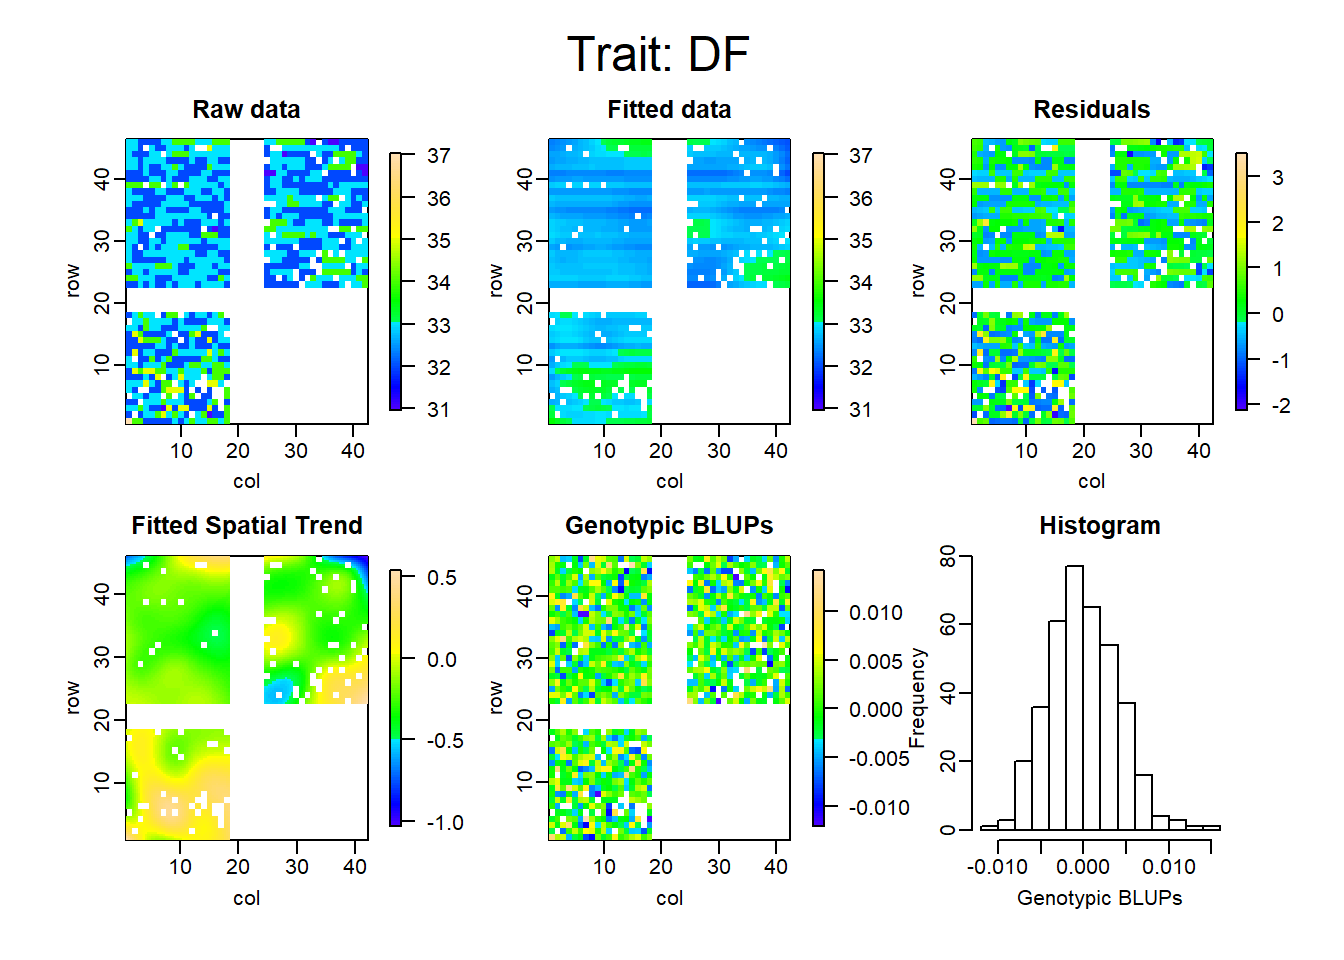 Trait: DF
Raw data
Fitted data
Residuals
row
10 20 30 40
10 20 30 40
col
31 32 33 34 35 36 37
row
10 20 30 40
10 20 30 40
col
31 32 33 34 35 36 37
row
10 20 30 40
10 20 30 40
col
-2 -1 0 1 2 3
Fitted Spatial Trend
Genotypic BLUPs
Histogram
row
10 20 30 40
10 20 30 40
col
-1.0 -0.5 0.0 0.5
row
10 20 30 40
10 20 30 40
col
-0.010 -0.005 0.000 0.005 0.010
Frequency
0 20 40 60 80
-0.010 0.000 0.010
Genotypic BLUPs